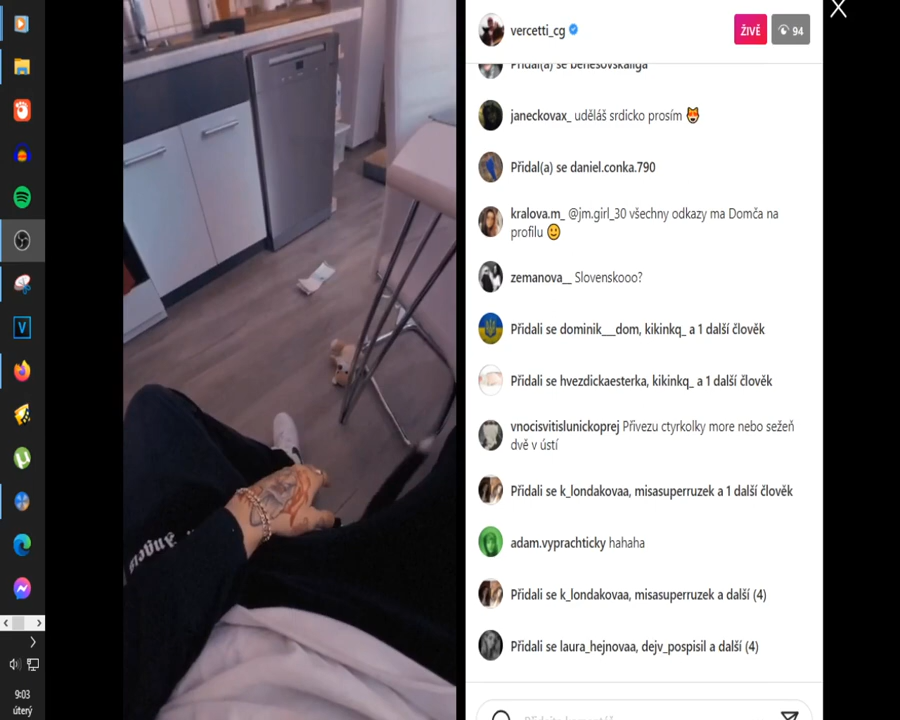 vercetti_cg
ŽIVĚ
94
Přidal(a) se benesovskaliga
janeckovax_ uděláš srdicko prosím
Přidal(a) se daniel.conka.790
kralova.m_ @jm.girl_30 všechny odkazy ma Domča na
profilu
zemanova__ Slovenskooo?
Přidali se dominik___dom, kikinkq_ a 1 další člověk
Přidali se hvezdickaesterka, kikinkq_ a 1 další člověk
vnocisvitislunickoprej Přivezu ctyrkolky more nebo sežeň
dvě v ústí
Přidali se k_londakovaa, misasuperruzek a 1 další člověk
adam.vyprachticky hahaha
Přidali se k_londakovaa, misasuperruzek a další (4)
Přidali se laura_hejnovaa, dejv_pospisil a další (4)
9:03
úterý